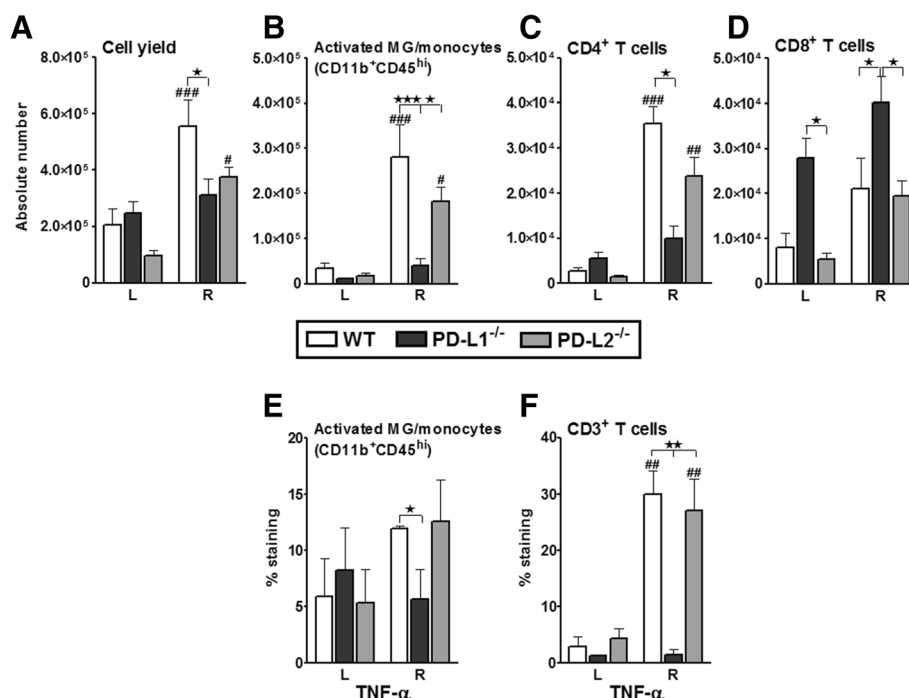 A
Cell yield
Absolute number
8.0×10⁵
6.0×10⁵
4.0×10⁵
2.0×10⁵
0
★
###
#
L
R
B
Activated MG/monocytes
(CD11b⁺CD45ʰⁱ)
5.0×10⁵
4.0×10⁵
3.0×10⁵
2.0×10⁵
1.0×10⁵
0
★★★ ★
###
#
L
R
C
CD4⁺ T cells
5.0×10⁴
4.0×10⁴
3.0×10⁴
2.0×10⁴
1.0×10⁴
0
★
###
##
L
R
D
CD8⁺ T cells
5.0×10⁴
4.0×10⁴
3.0×10⁴
2.0×10⁴
1.0×10⁴
0
★
★ ★
L
R
WT PD-L1⁻/⁻ PD-L2⁻/⁻
E
Activated MG/monocytes
(CD11b⁺CD45ʰⁱ)
% staining
20
15
10
5
0
★
L
R
TNF-α
F
CD3⁺ T cells
% staining
40
30
20
10
0
★★
##
##
L
R
TNF-α